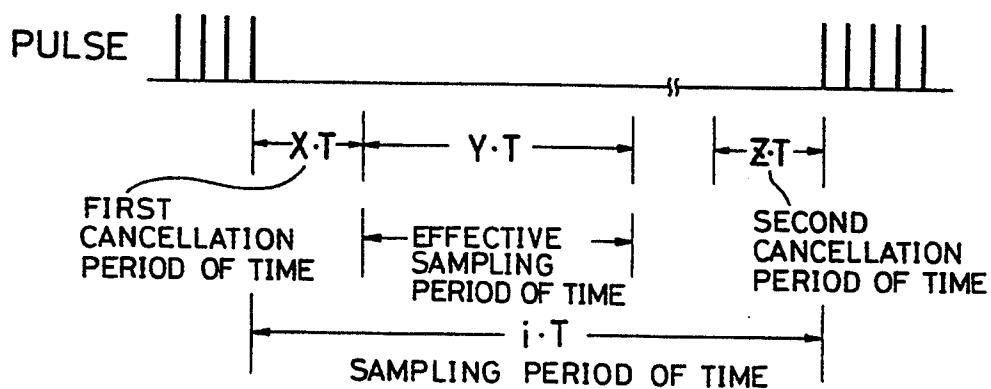 PULSE
X·T
Y·T
Z·T
FIRST
CANCELLATION
PERIOD OF TIME
EFFECTIVE
SAMPLING
PERIOD OF TIME
SECOND
CANCELLATION
PERIOD OF TIME
i·T
SAMPLING PERIOD OF TIME